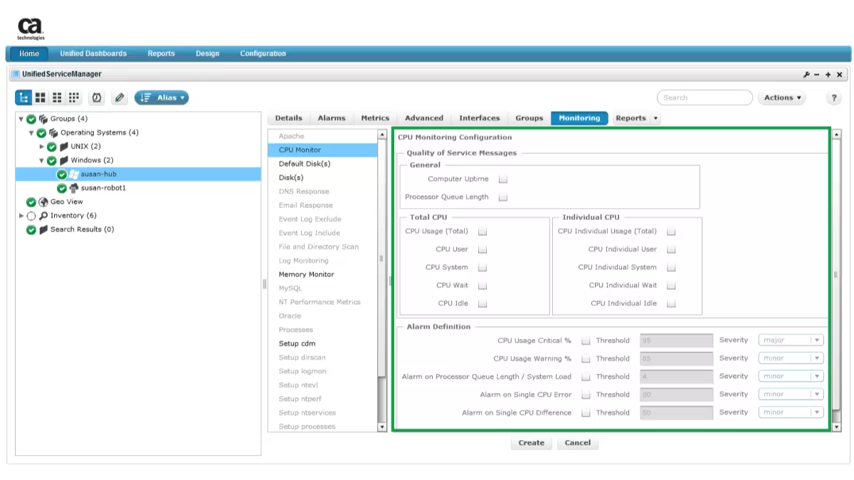 ca
technologies
Home Unified Dashboards Reports Design Configuration
UnifiedServiceManager
Alias Search Actions ?
Groups (4)
Operating Systems (4)
UNIX (2)
Windows (2)
susan-hub
susan-robot1
Geo View
Inventory (6)
Search Results (0)
Details Alarms Metrics Advanced Interfaces Groups Monitoring Reports
Apache
CPU Monitor
Default Disk(s)
Disk(s)
DNS Response
Email Response
Event Log Exclude
Event Log Include
File and Directory Scan
Log Monitoring
Memory Monitor
MySQL
NT Performance Metrics
Oracle
Processes
Setup cdm
Setup dirscan
Setup logmon
Setup ntevl
Setup ntperf
Setup ntservices
Setup processes
CPU Monitoring Configuration
Quality of Service Messages
General
Computer Uptime
Processor Queue Length
Total CPU
CPU Usage (Total)
CPU User
CPU System
CPU Wait
CPU Idle
Individual CPU
CPU Individual Usage (Total)
CPU Individual User
CPU Individual System
CPU Individual Wait
CPU Individual Idle
Alarm Definition
CPU Usage Critical % Threshold Severity major
CPU Usage Warning % Threshold Severity minor
Alarm on Processor Queue Length / System Load Threshold 4 Severity minor
Alarm on Single CPU Error Threshold Severity minor
Alarm on Single CPU Difference Threshold Severity minor
Create Cancel